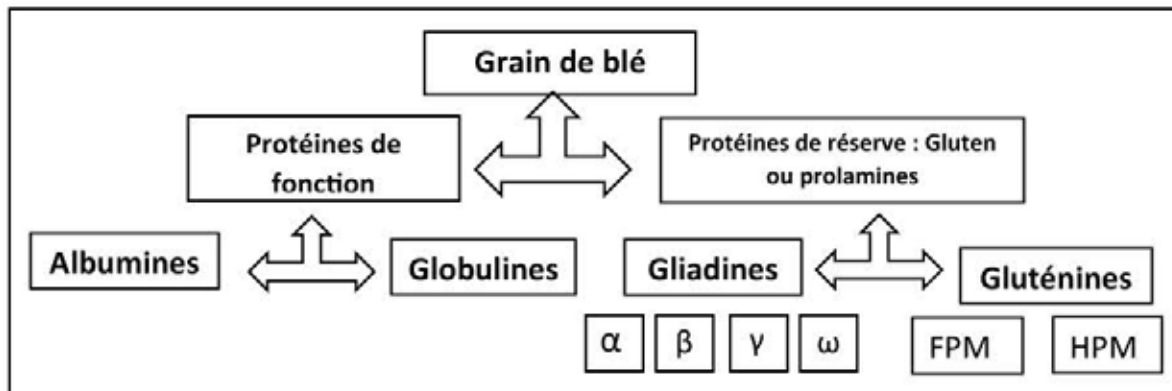 Grain de blé
Protéines de
fonction
Protéines de réserve : Gluten
ou prolamines
Albumines
Globulines
Gliadines
Gluténines
α
β
γ
ω
FPM
HPM